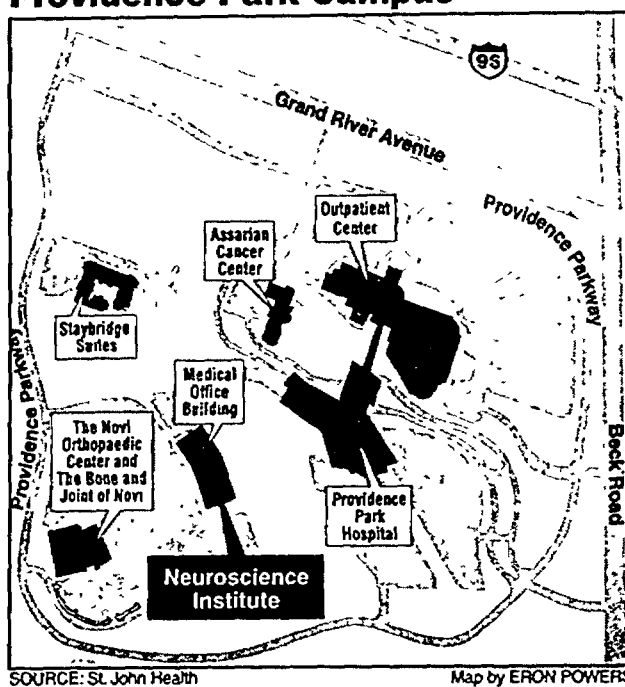 Providence Park Campus
96
Grand River Avenue
Providence Parkway
Outpatient
Center
Assarian
Cancer
Center
Staybridge
Suites
Medical
Office
Building
Providence Parkway
The Novi
Orthopaedic
Center and
The Bone and
Joint of Novi
Beck Road
Providence
Park
Hospital
Neuroscience
Institute
SOURCE: St. John Health
Map by ERON POWERS